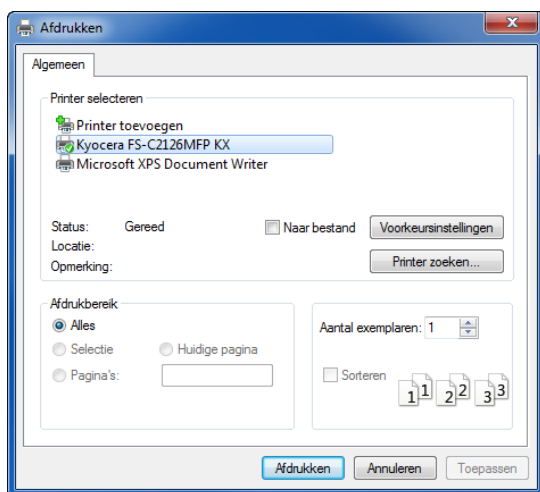 Afdrukken
Algemeen
Printer selecteren
Printer toevoegen
Kyocera FS-C2126MFP KX
Microsoft XPS Document Writer
Status: Gereed
Naar bestand
Voorkeursinstellingen
Locatie:
Opmerking:
Printer zoeken...
Afdrukbereik
Alles
Selectie
Huidige pagina
Pagina's:
Aantal exemplaren: 1
Sorteren
1 1 2 2 3 3
Afdrukken
Annuleren
Toepassen